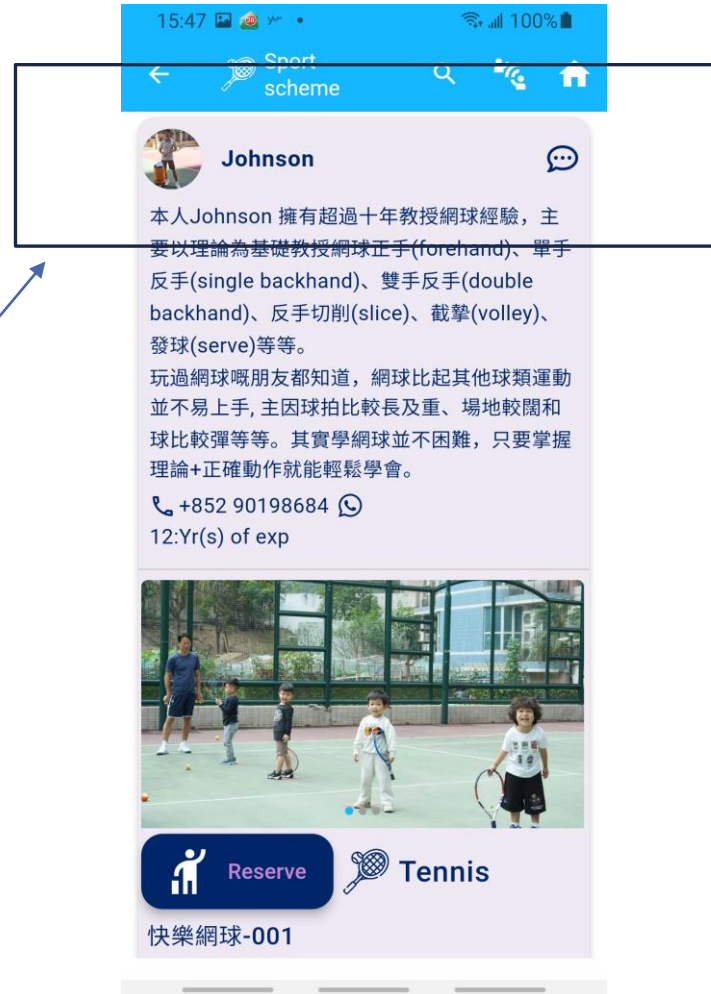 15:47
100%
Sport
scheme
Johnson
本人Johnson 擁有超過十年教授網球經驗，主
要以理論為基礎教授網球正手(forehand)、單手
反手(single backhand)、雙手反手(double
backhand)、反手切削(slice)、截擊(volley)、
發球(serve)等等。
玩過網球嘅朋友都知道，網球比起其他球類運動
並不易上手, 主因球拍比較長及重、場地較闊和
球比較彈等等。其實學網球並不困難，只要掌握
理論+正確動作就能輕鬆學會。
+852 90198684
12:Yr(s) of exp
Reserve
Tennis
快樂網球-001